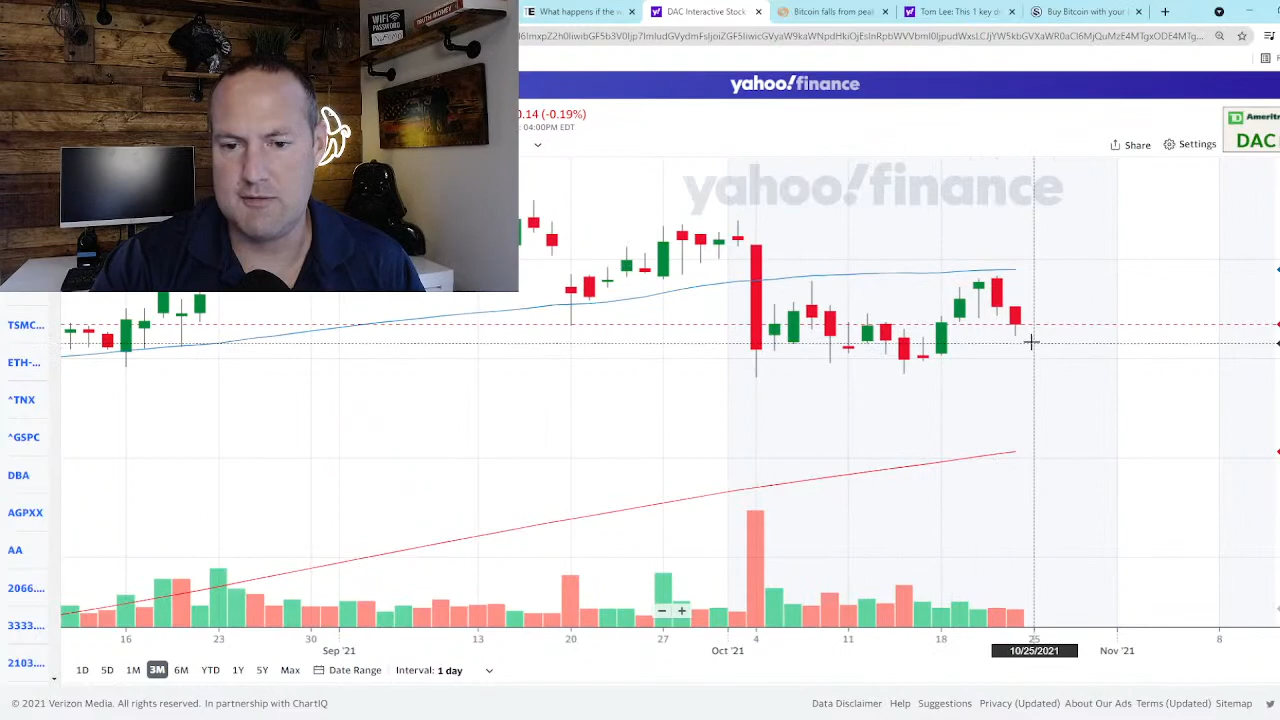 WiFi
PASSWORD
TRUTH MONEY
What happens if the w
DAC Interactive Stock
Bitcoin falls from peal
Tom Lee: This 1 key d
Buy Bitcoin with your
yahoo!finance
0.14 (-0.19%)
: 04:00PM EDT
Share
Settings
TD Ameritr
DAC
yahoo!finance
TSMC...
ETH-...
^TNX
^GSPC
DBA
AGPXX
AA
2066....
3333....
2103....
16 23 30 13 20 27 4 11 18 25 8
Sep '21 Oct '21 10/25/2021 Nov '21
1D 5D 1M 3M 6M YTD 1Y 5Y Max Date Range Interval: 1 day
© 2021 Verizon Media. All rights reserved. In partnership with ChartIQ
Data Disclaimer Help Suggestions Privacy (Updated) About Our Ads Terms (Updated) Sitemap